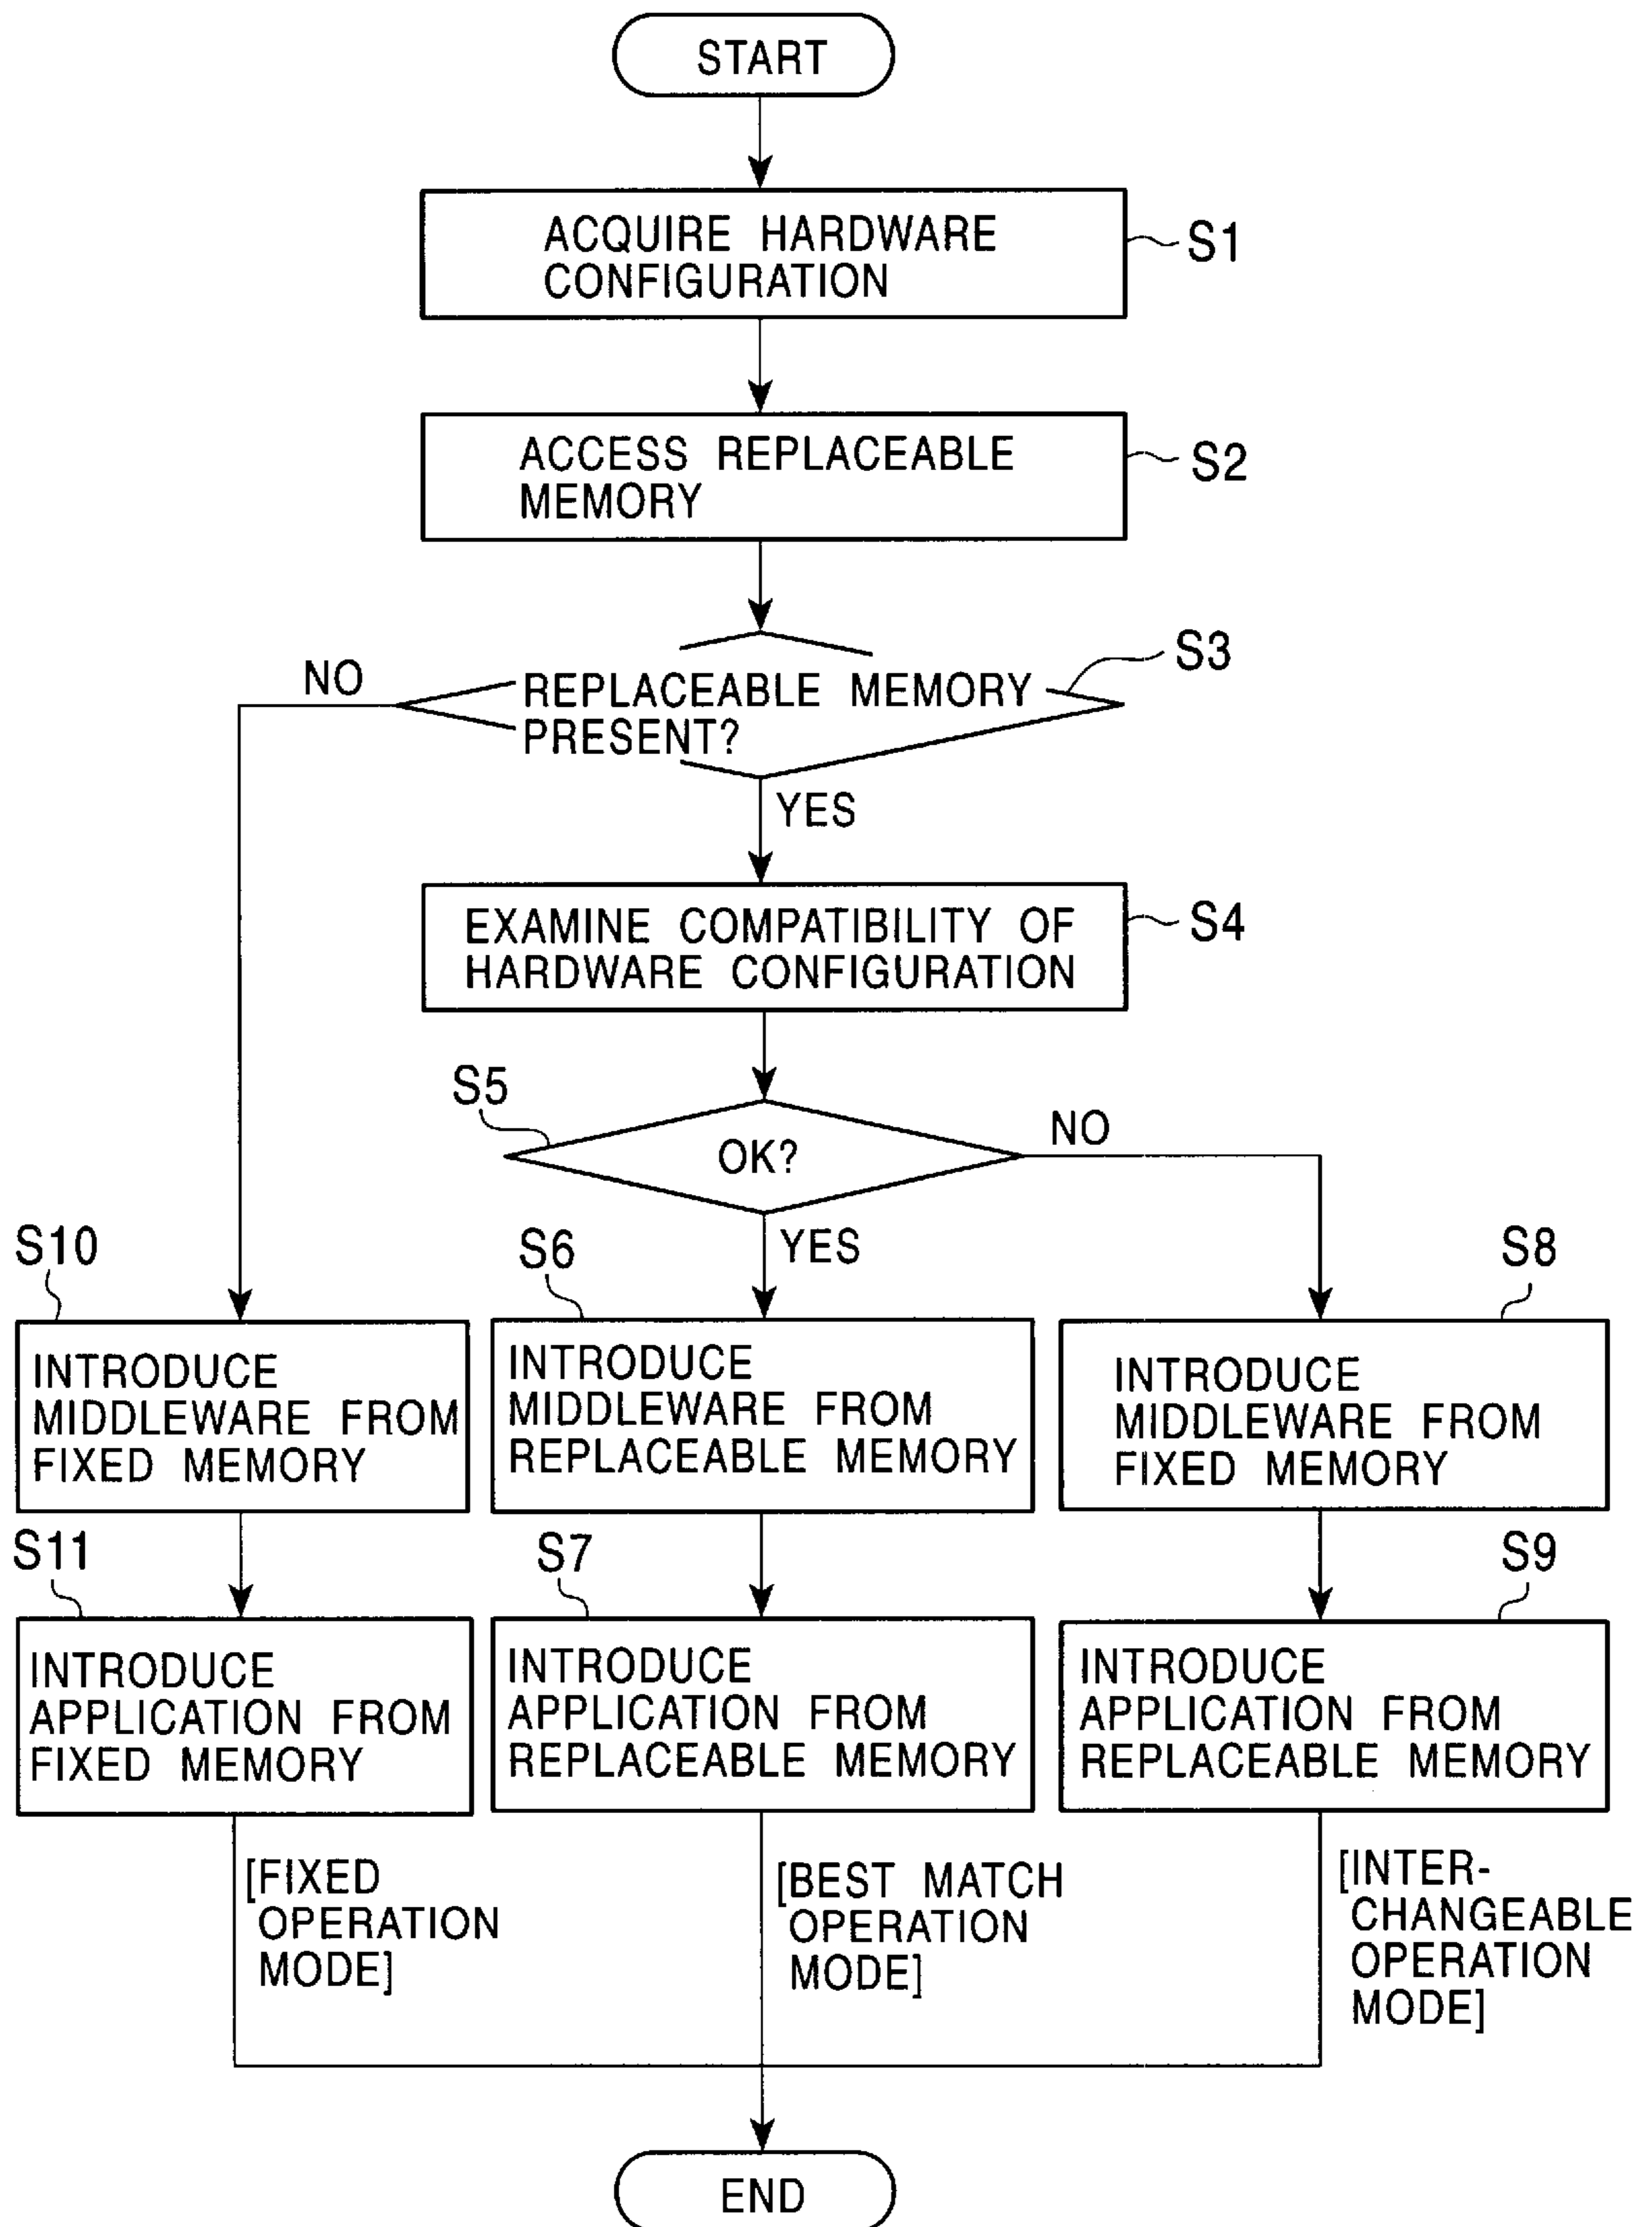 START
ACQUIRE HARDWARE
CONFIGURATION
S1
ACCESS REPLACEABLE
MEMORY
S2
S3
NO
REPLACEABLE MEMORY
PRESENT?
YES
EXAMINE COMPATIBILITY OF
HARDWARE CONFIGURATION
S4
S5
OK?
NO
YES
S10
INTRODUCE
MIDDLEWARE FROM
FIXED MEMORY
S6
INTRODUCE
MIDDLEWARE FROM
REPLACEABLE MEMORY
S8
INTRODUCE
MIDDLEWARE FROM
FIXED MEMORY
S11
INTRODUCE
APPLICATION FROM
FIXED MEMORY
S7
INTRODUCE
APPLICATION FROM
REPLACEABLE MEMORY
S9
INTRODUCE
APPLICATION FROM
REPLACEABLE MEMORY
[FIXED
OPERATION
MODE]
[BEST MATCH
OPERATION
MODE]
[INTER-
CHANGEABLE
OPERATION
MODE]
END